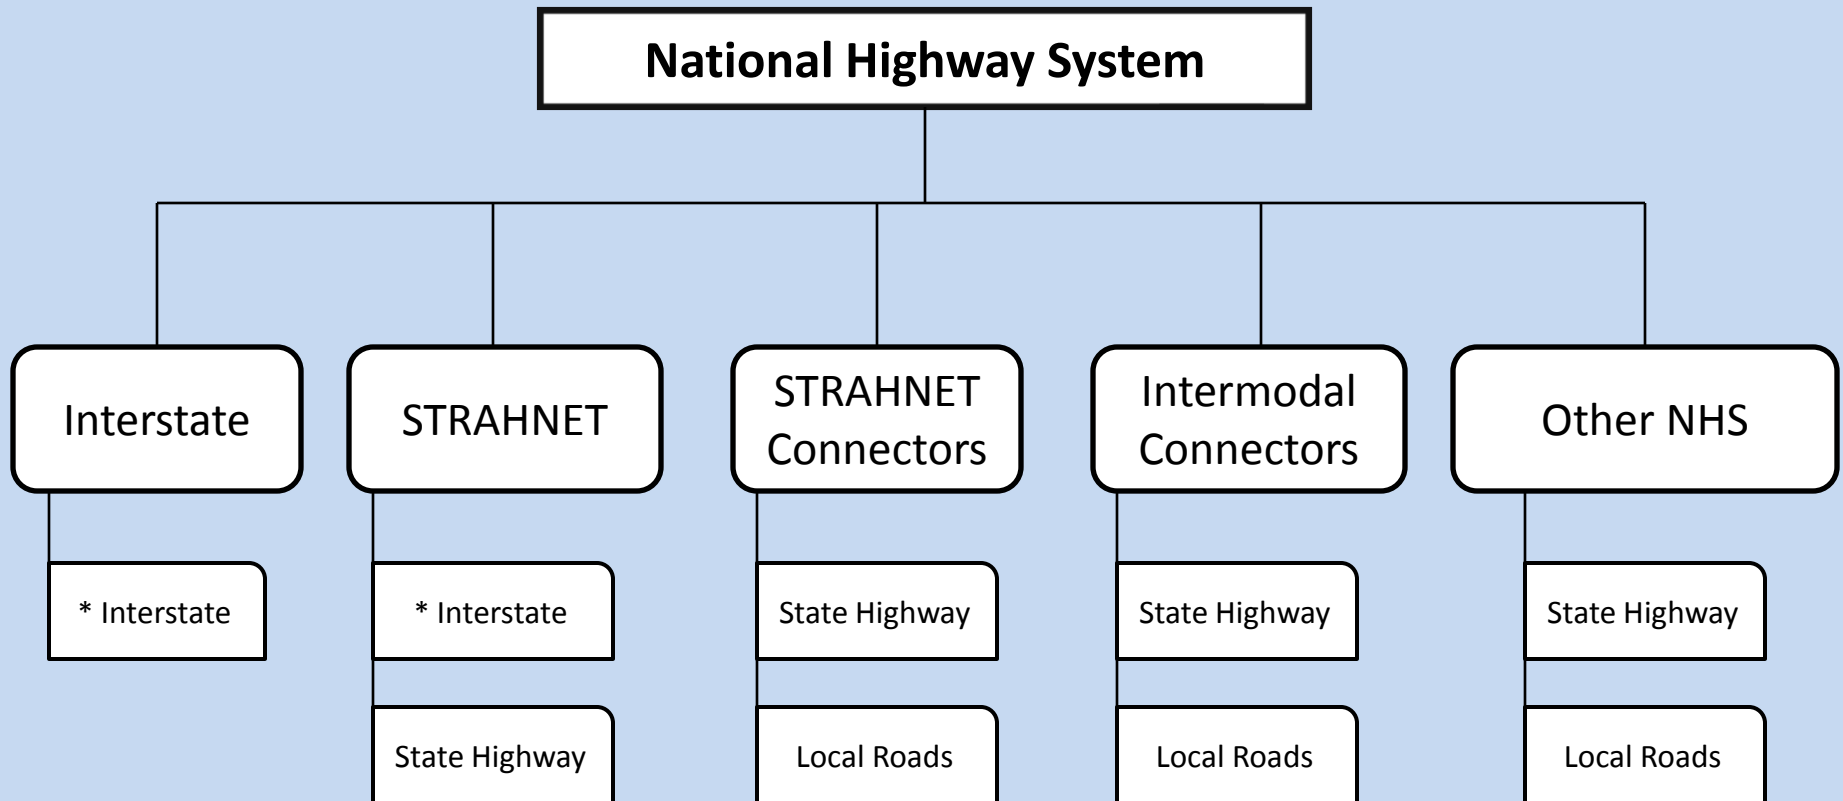 National Highway System
Interstate
STRAHNET
STRAHNET
Connectors
Intermodal
Connectors
Other NHS
* Interstate
* Interstate
State Highway
State Highway
State Highway
State Highway
Local Roads
Local Roads
Local Roads